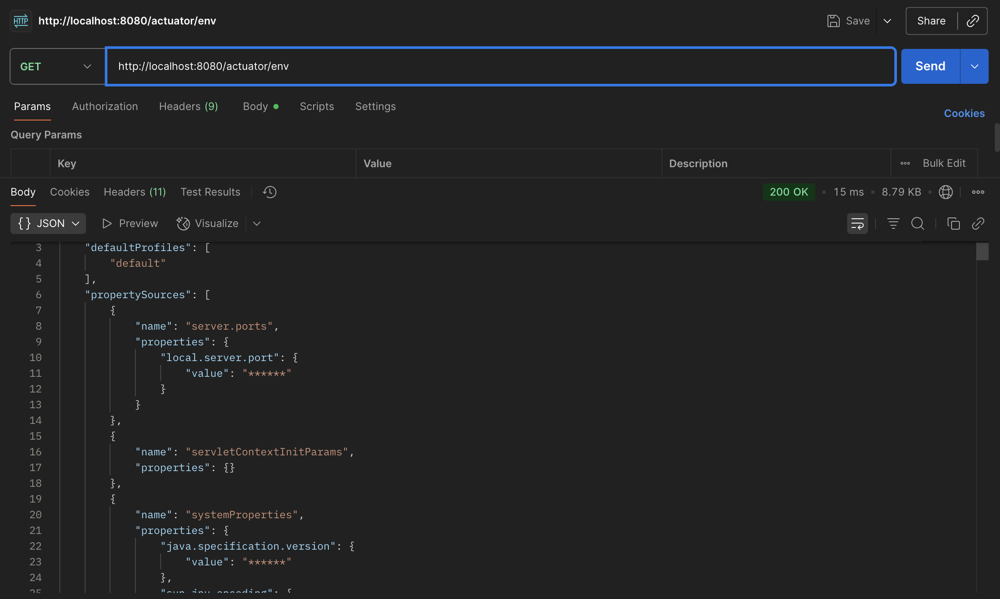 HTTP http://localhost:8080/actuator/env Save Share
GET http://localhost:8080/actuator/env Send
Params Authorization Headers (9) Body Scripts Settings Cookies
Query Params
Key Value Description Bulk Edit
Body Cookies Headers (11) Test Results 200 OK 15 ms 8.79 KB
{} JSON Preview Visualize
3 "defaultProfiles": [
4 "default"
5 ],
6 "propertySources": [
7 {
8 "name": "server.ports",
9 "properties": {
10 "local.server.port": {
11 "value": "******"
12 }
13 }
14 },
15 {
16 "name": "servletContextInitParams",
17 "properties": {}
18 },
19 {
20 "name": "systemProperties",
21 "properties": {
22 "java.specification.version": {
23 "value": "******"
24 },
25 "sun.jnu.encoding": {